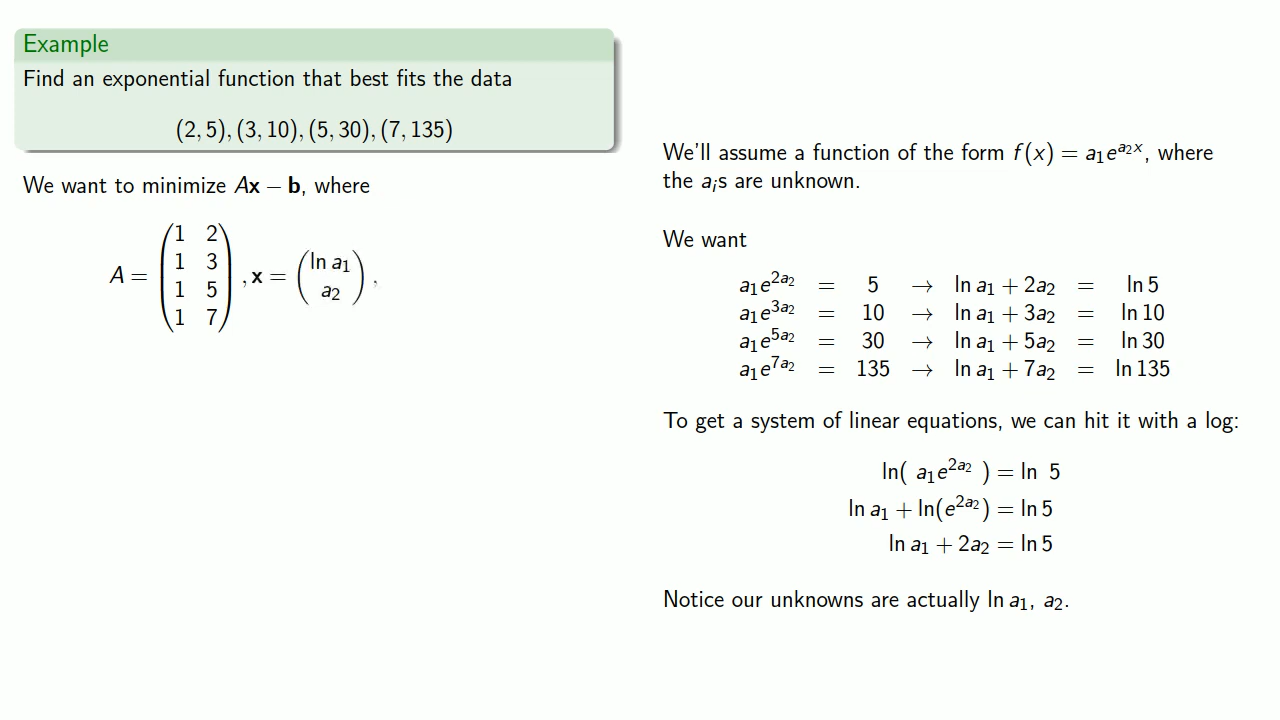 Example
Find an exponential function that best fits the data
(2, 5), (3, 10), (5, 30), (7, 135)
We want to minimize Ax − b, where
A = (1 2
1 3
1 5
1 7), x = (ln a₁
a₂),
We'll assume a function of the form f(x) = a₁e^{a₂x}, where
the aᵢs are unknown.
We want
a₁e^{2a₂} = 5 → ln a₁ + 2a₂ = ln 5
a₁e^{3a₂} = 10 → ln a₁ + 3a₂ = ln 10
a₁e^{5a₂} = 30 → ln a₁ + 5a₂ = ln 30
a₁e^{7a₂} = 135 → ln a₁ + 7a₂ = ln 135
To get a system of linear equations, we can hit it with a log:
ln( a₁e^{2a₂} ) = ln 5
ln a₁ + ln(e^{2a₂}) = ln 5
ln a₁ + 2a₂ = ln 5
Notice our unknowns are actually ln a₁, a₂.